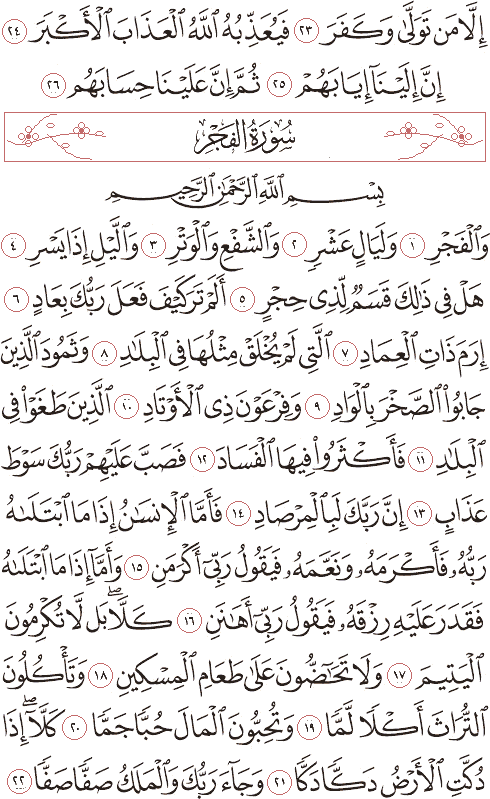 إِلَّا مَن تَوَلَّىٰ وَكَفَرَ ٢٣ فَيُعَذِّبُهُ ٱللَّهُ ٱلْعَذَابَ ٱلْأَكْبَرَ ٢٤
إِنَّ إِلَيْنَآ إِيَابَهُمْ ٢٥ ثُمَّ إِنَّ عَلَيْنَا حِسَابَهُم ٢٦
سُورَةُ الفَجْرِ
بِسْمِ ٱللَّهِ ٱلرَّحْمَٰنِ ٱلرَّحِيمِ
وَٱلْفَجْرِ ١ وَلَيَالٍ عَشْرٍ ٢ وَٱلشَّفْعِ وَٱلْوَتْرِ ٣ وَٱلَّيْلِ إِذَا يَسْرِ ٤
هَلْ فِى ذَٰلِكَ قَسَمٌ لِّذِى حِجْرٍ ٥ أَلَمْ تَرَ كَيْفَ فَعَلَ رَبُّكَ بِعَادٍ ٦
إِرَمَ ذَاتِ ٱلْعِمَادِ ٧ ٱلَّتِى لَمْ يُخْلَقْ مِثْلُهَا فِى ٱلْبِلَٰدِ ٨ وَثَمُودَ ٱلَّذِينَ
جَابُوا۟ ٱلصَّخْرَ بِٱلْوَادِ ٩ وَفِرْعَوْنَ ذِى ٱلْأَوْتَادِ ١٠ ٱلَّذِينَ طَغَوْا۟ فِى
ٱلْبِلَٰدِ ١١ فَأَكْثَرُوا۟ فِيهَا ٱلْفَسَادَ ١٢ فَصَبَّ عَلَيْهِمْ رَبُّكَ سَوْطَ
عَذَابٍ ١٣ إِنَّ رَبَّكَ لَبِٱلْمِرْصَادِ ١٤ فَأَمَّا ٱلْإِنسَٰنُ إِذَا مَا ٱبْتَلَىٰهُ
رَبُّهُۥ فَأَكْرَمَهُۥ وَنَعَّمَهُۥ فَيَقُولُ رَبِّىٓ أَكْرَمَنِ ١٥ وَأَمَّآ إِذَا مَا ٱبْتَلَىٰهُ
فَقَدَرَ عَلَيْهِ رِزْقَهُۥ فَيَقُولُ رَبِّىٓ أَهَٰنَنِ ١٦ كَلَّا ۖ بَل لَّا تُكْرِمُونَ
ٱلْيَتِيمَ ١٧ وَلَا تَحَٰٓضُّونَ عَلَىٰ طَعَامِ ٱلْمِسْكِينِ ١٨ وَتَأْكُلُونَ
ٱلتُّرَاثَ أَكْلًا لَّمًّا ١٩ وَتُحِبُّونَ ٱلْمَالَ حُبًّا جَمًّا ٢٠ كَلَّآ ۖ إِذَا
دُكَّتِ ٱلْأَرْضُ دَكًّا دَكًّا ٢١ وَجَآءَ رَبُّكَ وَٱلْمَلَكُ صَفًّا صَفًّا ٢٢